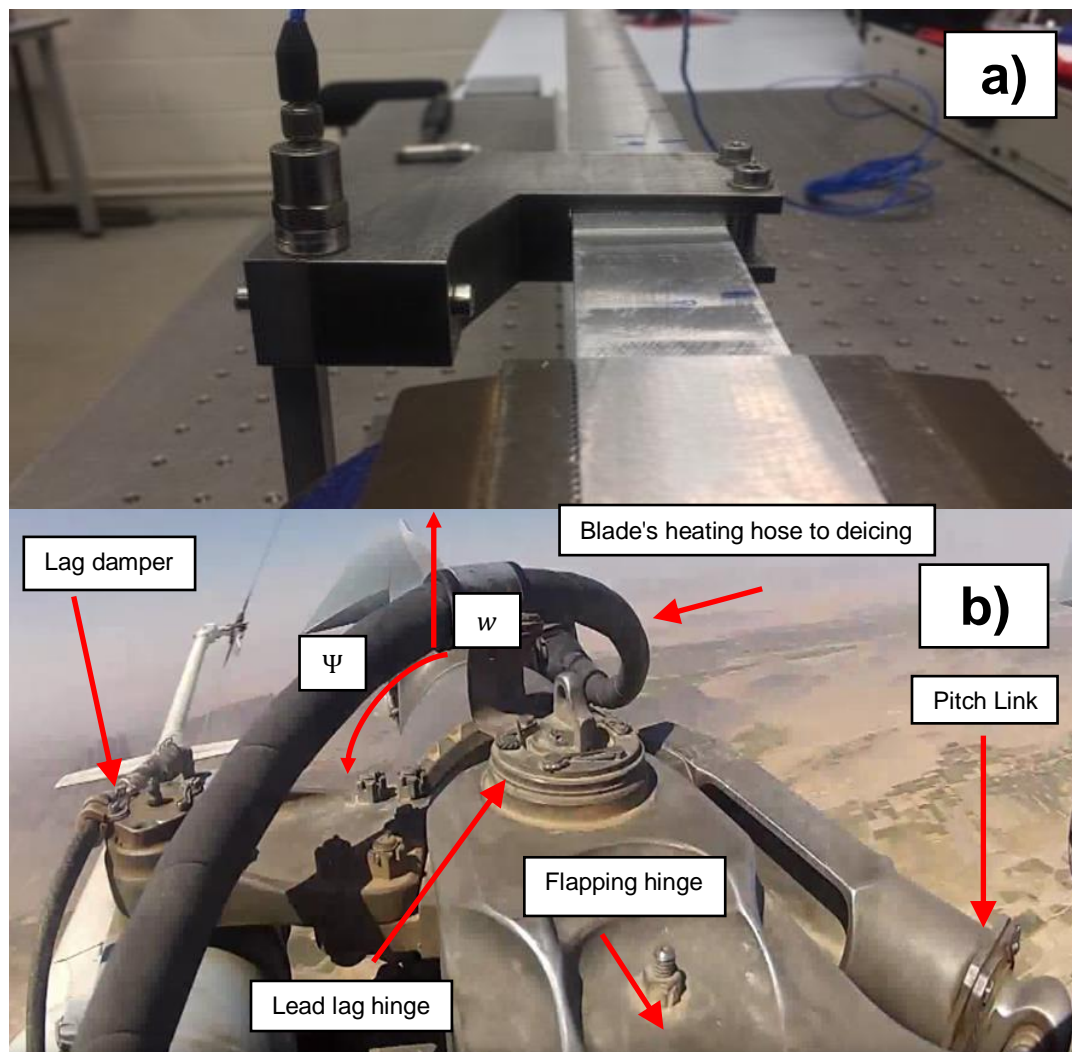 a)
Blade's heating hose to deicing
Lag damper
b)
w
Ψ
Pitch Link
Flapping hinge
Lead lag hinge